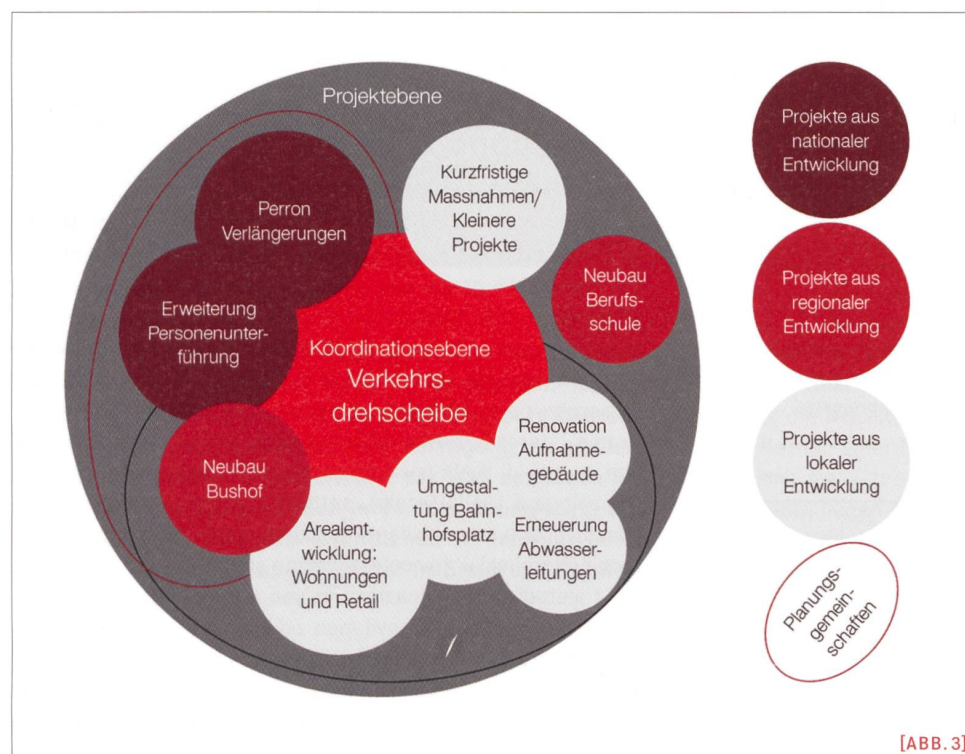 Projektebene
Perron
Verlängerungen
Kurzfristige
Massnahmen/
Kleinere
Projekte
Erweiterung
Personenunter-
führung
Neubau
Berufs-
schule
Koordinationsebene
Verkehrs-
drehscheibe
Neubau
Bushof
Renovation
Aufnahme-
gebäude
Umgestal-
tung Bahn-
hofsplatz
Arealent-
wicklung:
Wohnungen
und Retail
Erneuerung
Abwasser-
leitungen
Projekte aus
nationaler
Entwicklung
Projekte aus
regionaler
Entwicklung
Projekte aus
lokaler
Entwicklung
Planungs-
gemein-
schaften
[ABB. 3]